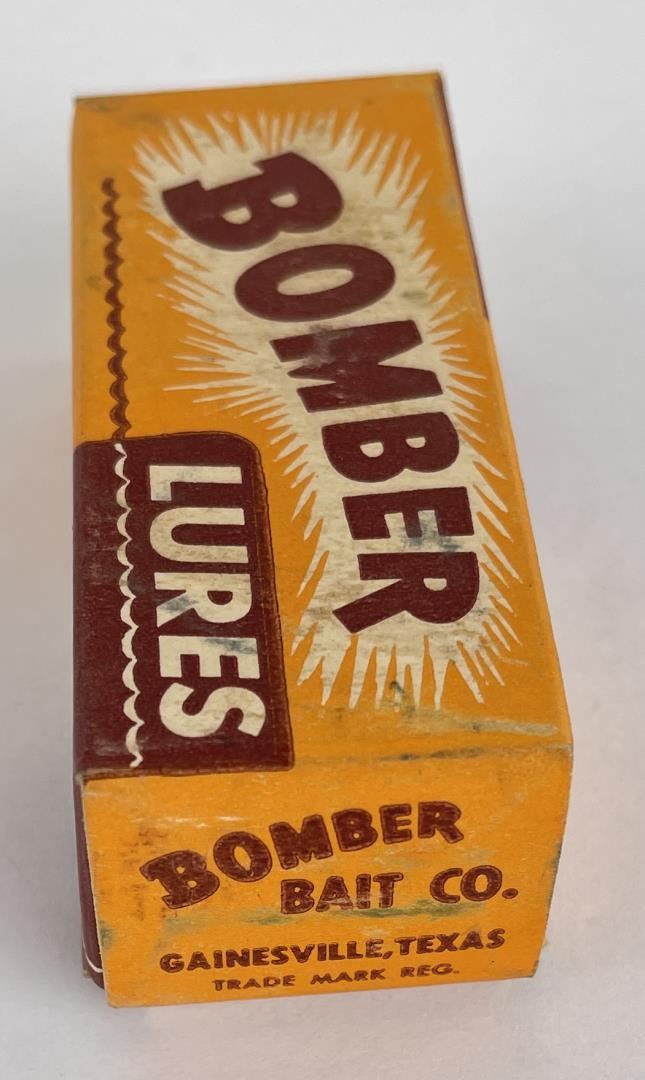 BOMBER
LURES
BOMBER
BAIT CO.
GAINESVILLE, TEXAS
TRADE MARK REG.